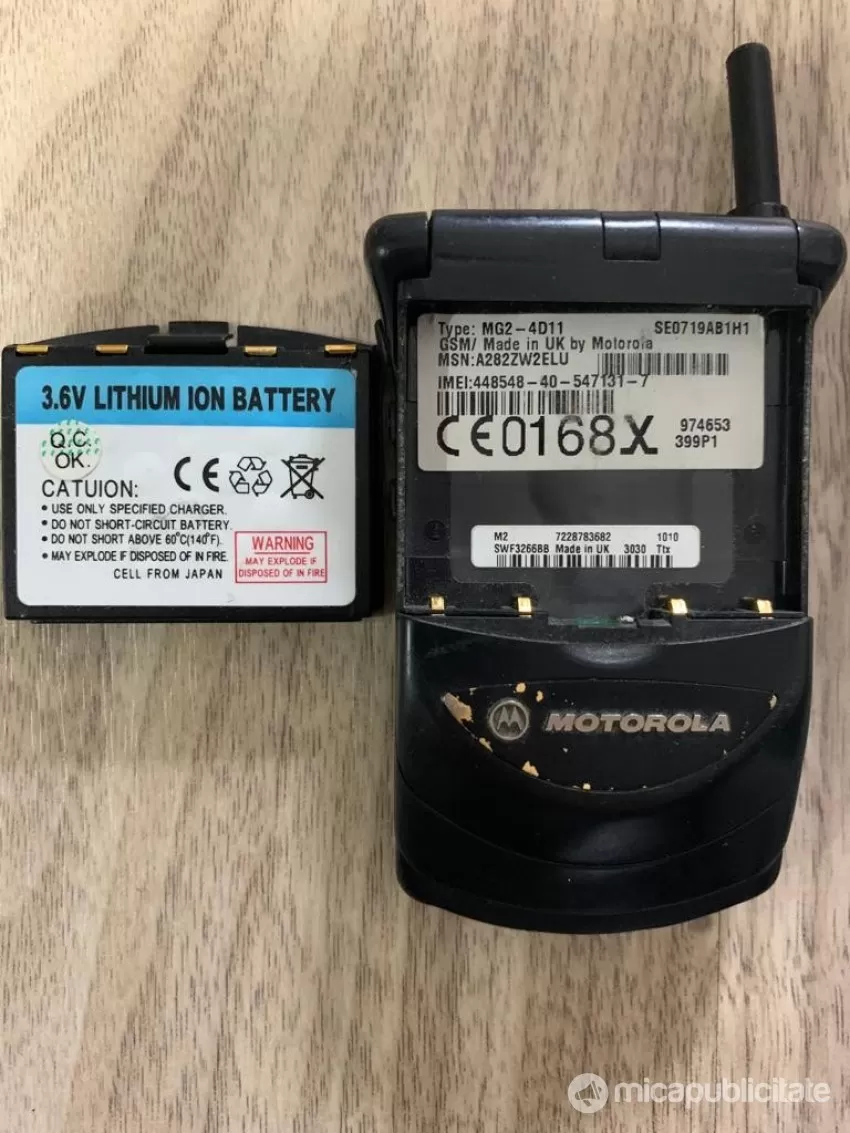 3.6V LITHIUM ION BATTERY
Q.C.
OK.
CE
CATUION:
• USE ONLY SPECIFIED CHARGER.
• DO NOT SHORT-CIRCUIT BATTERY.
• DO NOT SHORT ABOVE 60°C(140°F).
• MAY EXPLODE IF DISPOSED OF IN FIRE.
CELL FROM JAPAN
WARNING
MAY EXPLODE IF
DISPOSED OF IN FIRE
Type: MG2-4D11 SE0719AB1H1
GSM/ Made in UK by Motorola
MSN:A282ZW2ELU
IMEI:448548-40-547131-7
CE0168X 974653
399P1
M2 7228783682 1010
SWF3266BB Made in UK 3030 Ttx
MOTOROLA
micapublicitate